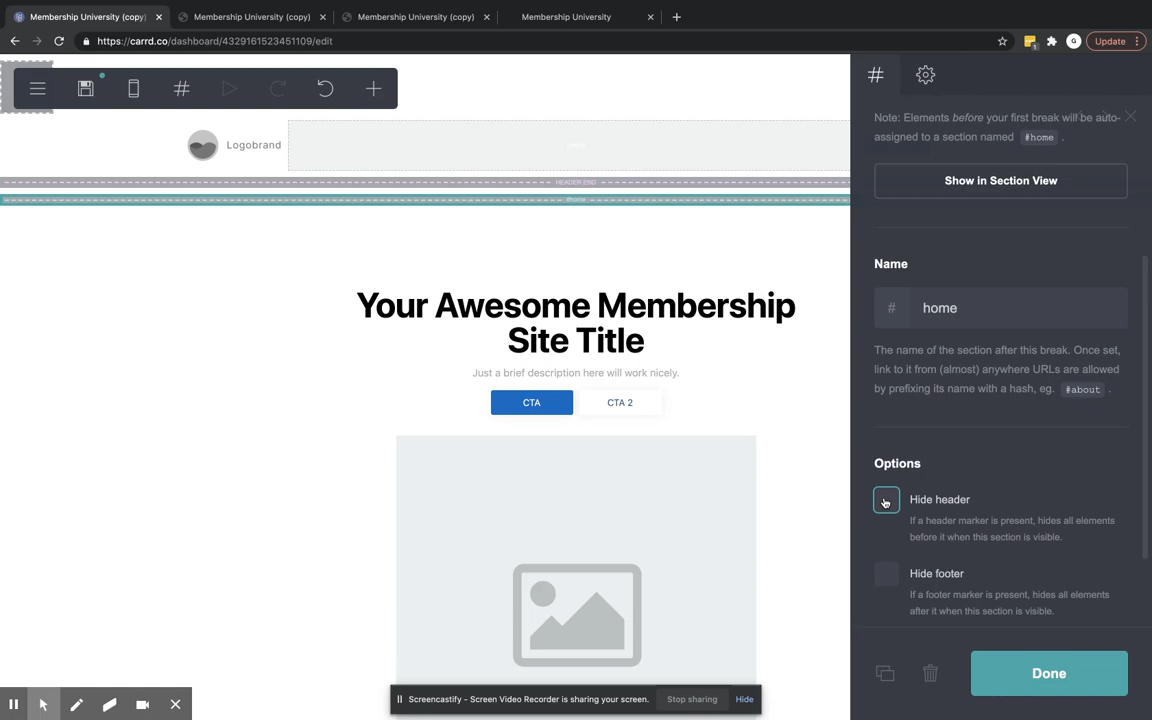 Membership University (copy)
Membership University (copy)
Membership University (copy)
Membership University
https://carrd.co/dashboard/4329161523451109/edit
Update
Note: Elements before your first break will be auto-
assigned to a section named #home .
Logobrand
Show in Section View
HEADER END
#home
Name
Your Awesome Membership
Site Title
# home
The name of the section after this break. Once set,
link to it from (almost) anywhere URLs are allowed
by prefixing its name with a hash, eg. #about .
Just a brief description here will work nicely.
CTA
CTA 2
Options
Hide header
If a header marker is present, hides all elements
before it when this section is visible.
Hide footer
If a footer marker is present, hides all elements
after it when this section is visible.
Done
Screencastify - Screen Video Recorder is sharing your screen.
Stop sharing
Hide